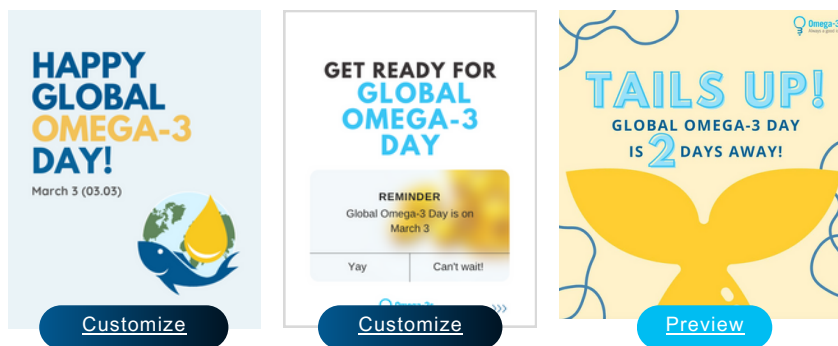 HAPPY
GLOBAL
OMEGA-3
DAY!
March 3 (03.03)
Customize
GET READY FOR
GLOBAL
OMEGA-3
DAY
REMINDER
Global Omega-3 Day is on
March 3
Yay
Can't wait!
>>>
Customize
Omega-3
TAILS UP!
GLOBAL OMEGA-3 DAY
IS 2 DAYS AWAY!
Preview